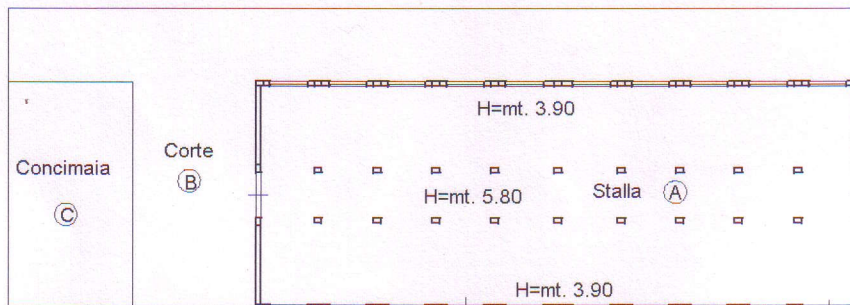 H=mt. 3.90
Corte
B
Concimaia
C
H=mt. 5.80
Stalla
A
H=mt. 3.90